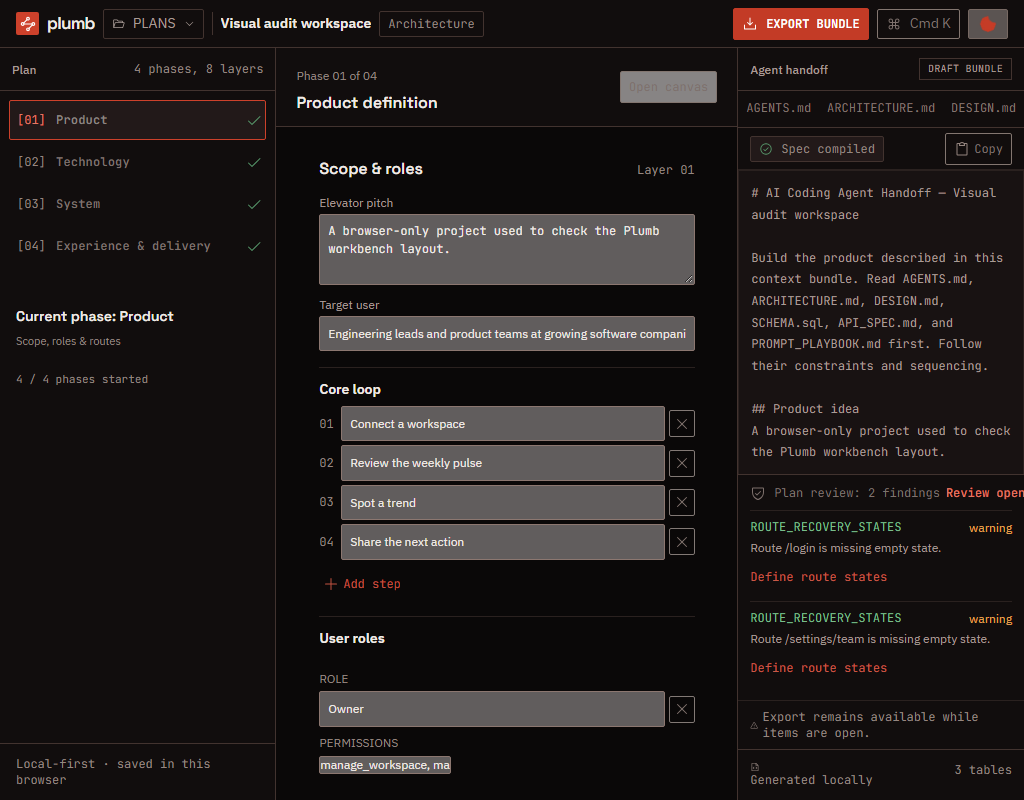 plumb
PLANS
Visual audit workspace
Architecture
EXPORT BUNDLE
⌘ Cmd K
Plan
4 phases, 8 layers
[01] Product
[02] Technology
[03] System
[04] Experience & delivery
Current phase: Product
Scope, roles & routes
4 / 4 phases started
Local-first · saved in this
browser
Phase 01 of 04
Product definition
Open canvas
Scope & roles
Layer 01
Elevator pitch
A browser-only project used to check the Plumb
workbench layout.
Target user
Engineering leads and product teams at growing software compani
Core loop
01 Connect a workspace
02 Review the weekly pulse
03 Spot a trend
04 Share the next action
Add step
User roles
ROLE
Owner
PERMISSIONS
manage_workspace, ma
Agent handoff
DRAFT BUNDLE
AGENTS.md ARCHITECTURE.md DESIGN.md
Spec compiled
Copy
# AI Coding Agent Handoff — Visual
audit workspace
Build the product described in this
context bundle. Read AGENTS.md,
ARCHITECTURE.md, DESIGN.md,
SCHEMA.sql, API_SPEC.md, and
PROMPT_PLAYBOOK.md first. Follow
their constraints and sequencing.
## Product idea
A browser-only project used to check
the Plumb workbench layout.
Plan review: 2 findings Review open
ROUTE_RECOVERY_STATES warning
Route /login is missing empty state.
Define route states
ROUTE_RECOVERY_STATES warning
Route /settings/team is missing empty state.
Define route states
Export remains available while
items are open.
Generated locally
3 tables